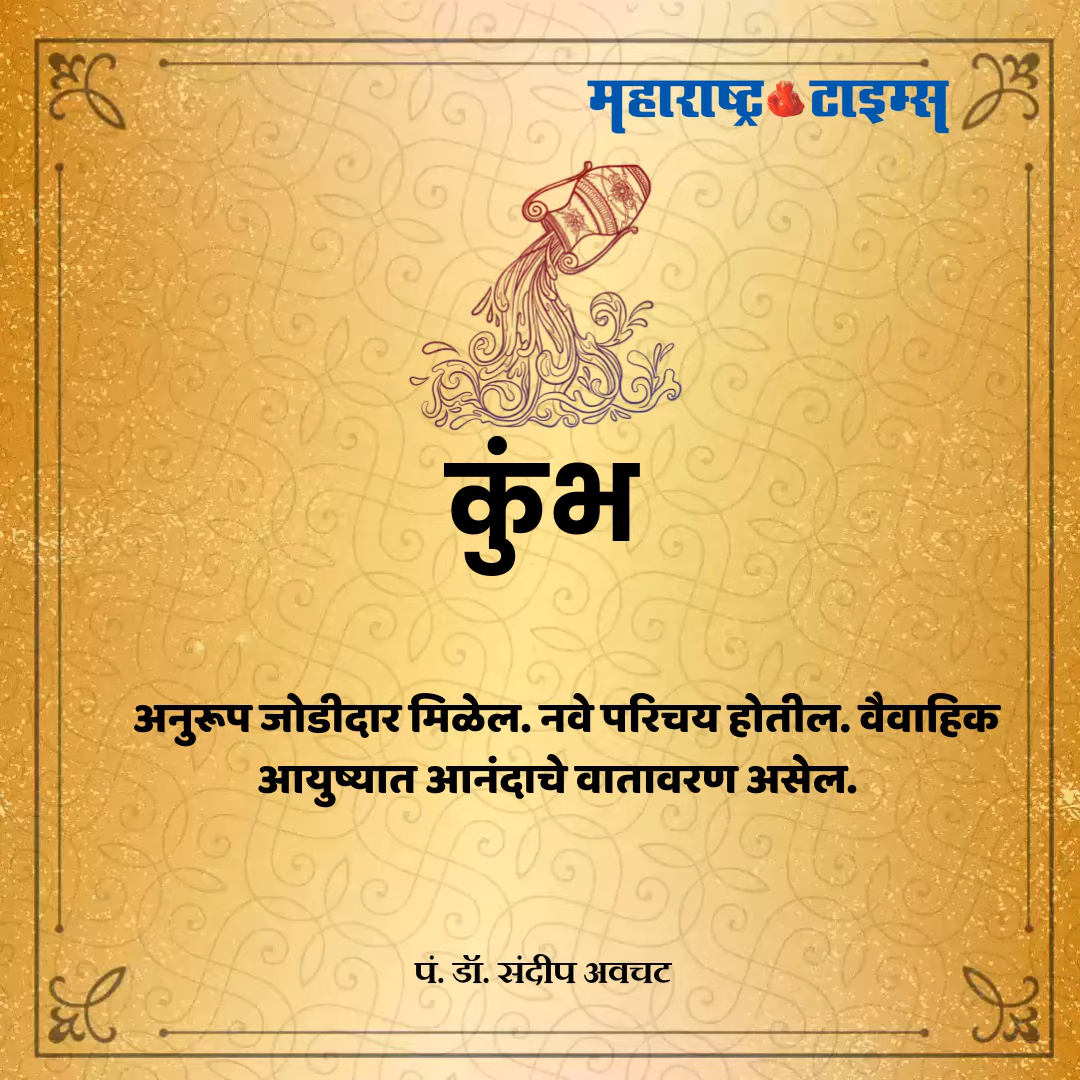 महाराष्ट्र टाइम्स
कुंभ
अनुरूप जोडीदार मिळेल. नवे परिचय होतील. वैवाहिक
आयुष्यात आनंदाचे वातावरण असेल.
पं. डॉ. संदीप अवचट